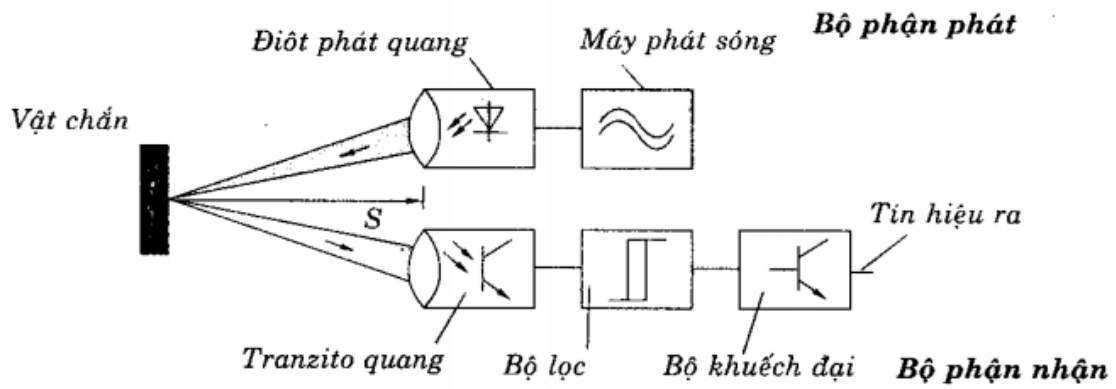 Bộ phận phát
Điôt phát quang
Máy phát sóng
Vật chắn
S
Tín hiệu ra
Tranzito quang
Bộ lọc
Bộ khuếch đại
Bộ phận nhận